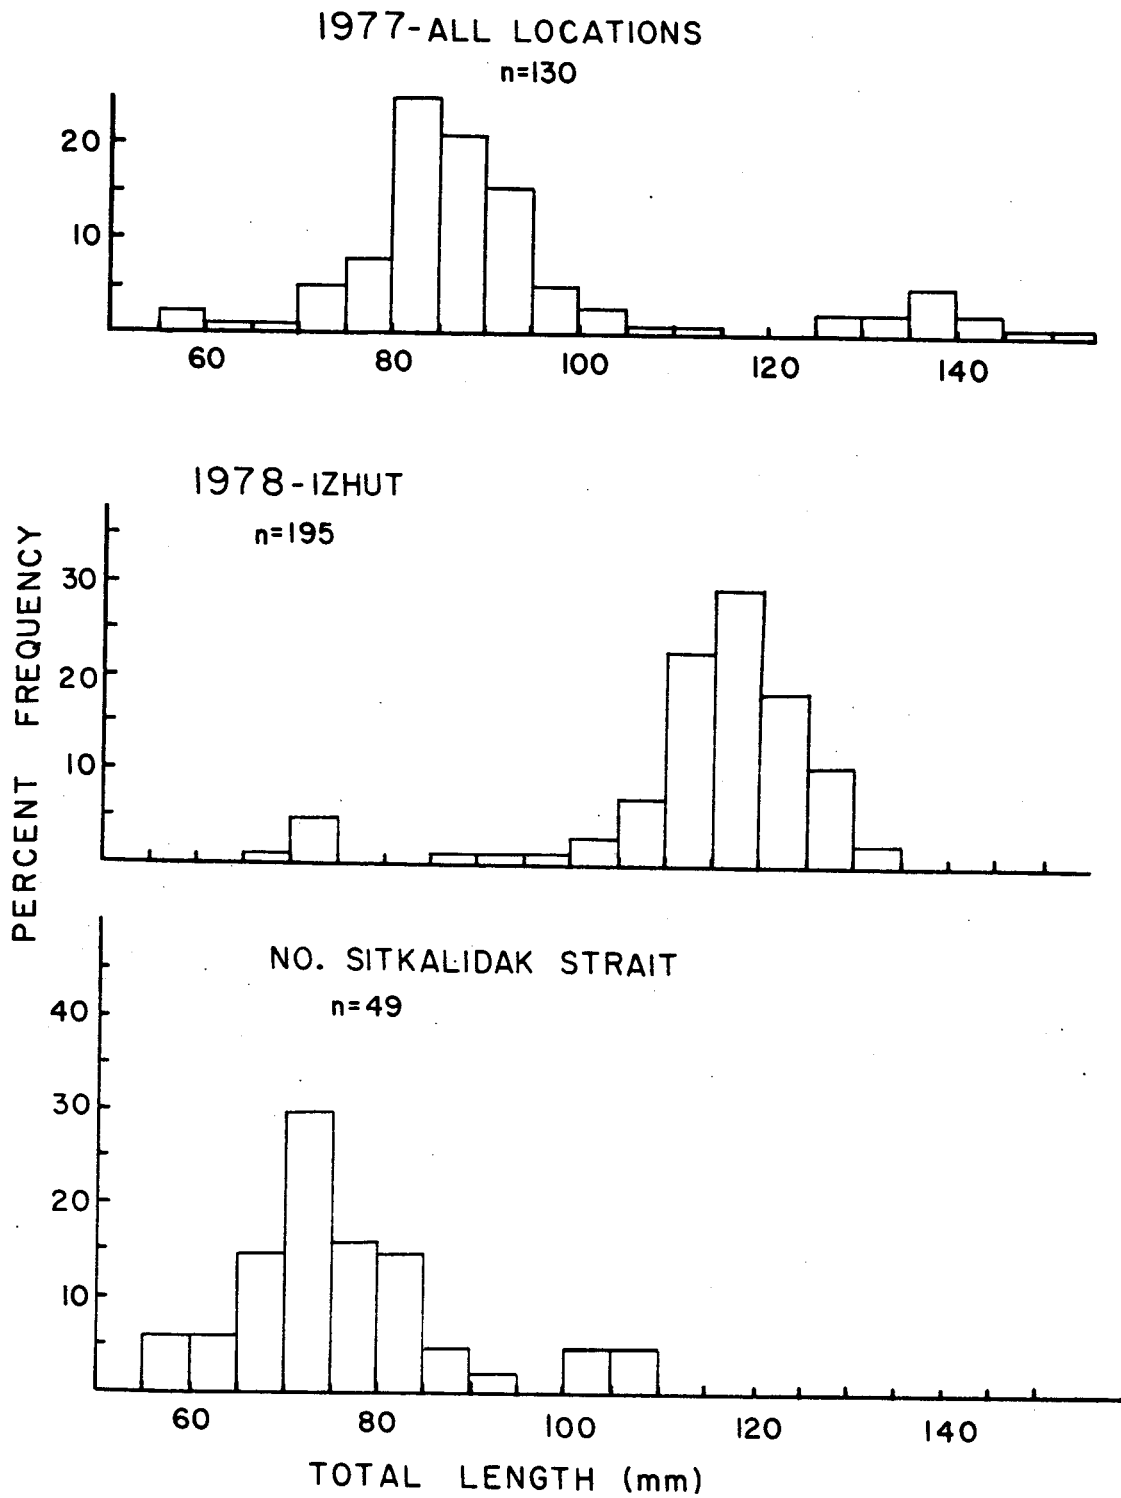 1977-ALL LOCATIONS
n=130
20
10
60 80 100 120 140
1978-IZHUT
n=195
30
20
10
PERCENT FREQUENCY
NO. SITKALIDAK STRAIT
n=49
40
30
20
10
60 80 100 120 140
TOTAL LENGTH (mm)